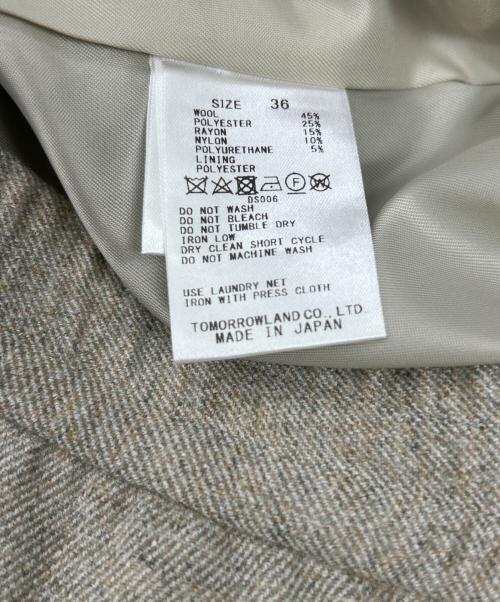 SIZE 36
WOOL 45%
POLYESTER 25%
RAYON 15%
NYLON 10%
POLYURETHANE 5%
LINING
POLYESTER
F W
DS006
DO NOT WASH
DO NOT BLEACH
DO NOT TUMBLE DRY
IRON LOW
DRY CLEAN SHORT CYCLE
DO NOT MACHINE WASH
USE LAUNDRY NET
IRON WITH PRESS CLOTH
TOMORROWLAND CO., LTD.
MADE IN JAPAN